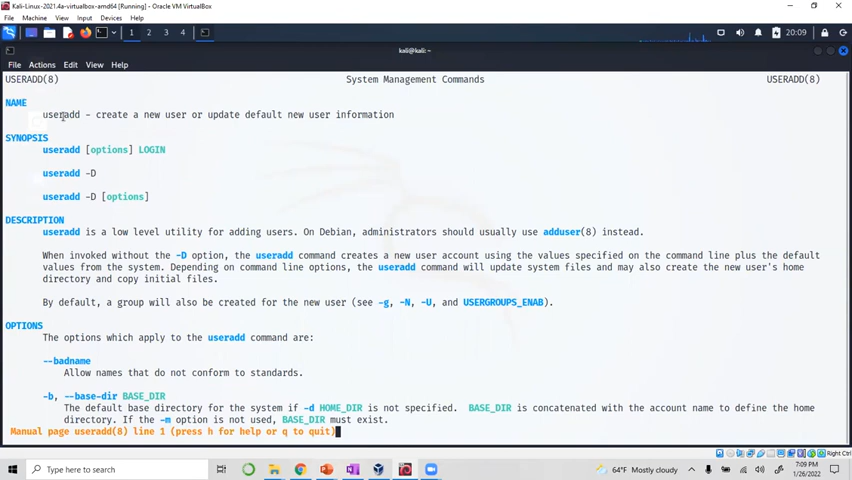 Kali-Linux-2021.4a-virtualbox-amd64 [Running] - Oracle VM VirtualBox
File Machine View Input Devices Help
1 2 3 4 20:09
kali@kali: ~
File Actions Edit View Help
USERADD(8) System Management Commands USERADD(8)
NAME
useradd - create a new user or update default new user information
SYNOPSIS
useradd [options] LOGIN
useradd -D
useradd -D [options]
DESCRIPTION
useradd is a low level utility for adding users. On Debian, administrators should usually use adduser(8) instead.
When invoked without the -D option, the useradd command creates a new user account using the values specified on the command line plus the default
values from the system. Depending on command line options, the useradd command will update system files and may also create the new user's home
directory and copy initial files.
By default, a group will also be created for the new user (see -g, -N, -U, and USERGROUPS_ENAB).
OPTIONS
The options which apply to the useradd command are:
--badname
Allow names that do not conform to standards.
-b, --base-dir BASE_DIR
The default base directory for the system if -d HOME_DIR is not specified. BASE_DIR is concatenated with the account name to define the home
directory. If the -m option is not used, BASE_DIR must exist.
Manual page useradd(8) line 1 (press h for help or q to quit)
Right Ctrl
Type here to search
64°F Mostly cloudy
7:09 PM
1/26/2022